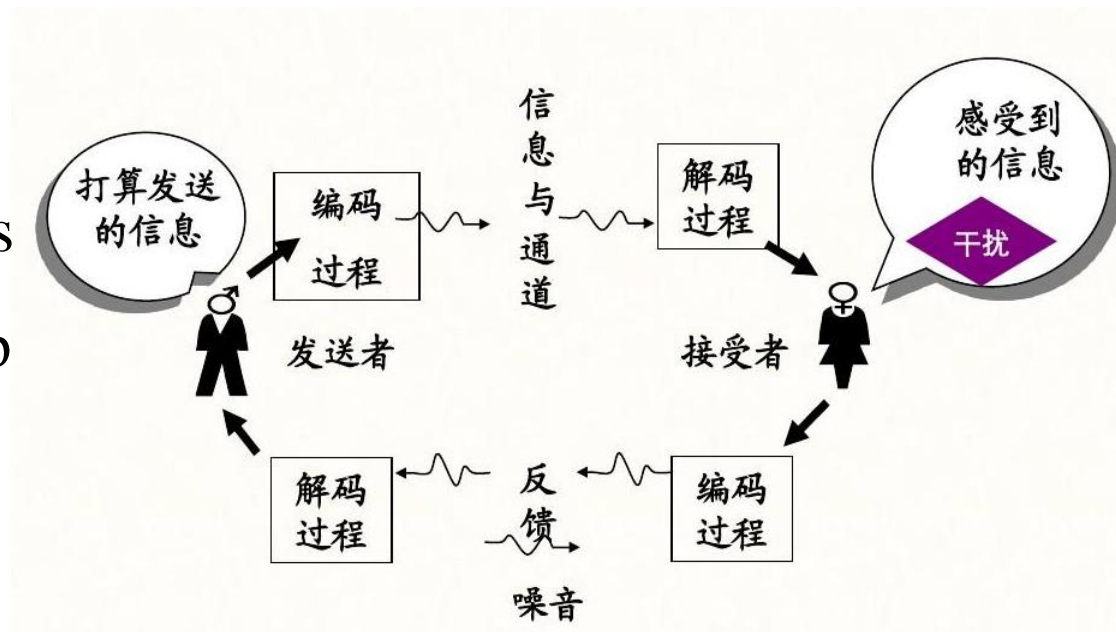 打算发送
的信息
编码
过程
信
息
与
通
道
解码
过程
感受到
的信息
干扰
s
p
发送者
接受者
解码
过程
反
馈
编码
过程
噪音